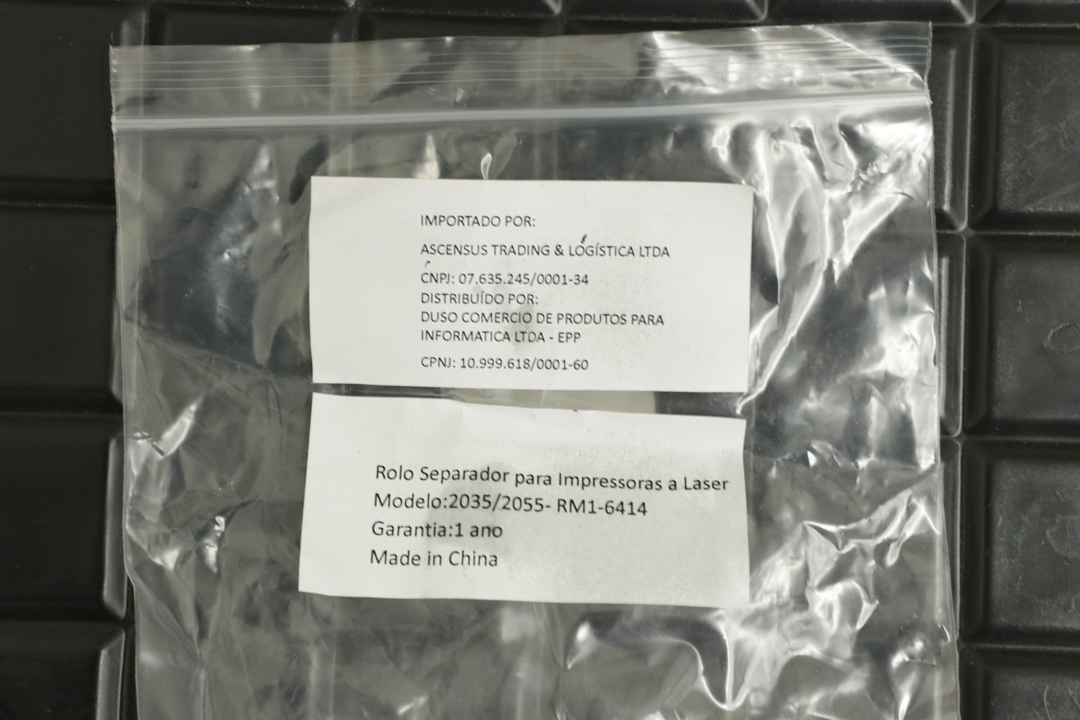 IMPORTADO POR:
ASCENSUS TRADING & LOGÍSTICA LTDA
CNPJ: 07.635.245/0001-34
DISTRIBUÍDO POR:
DUSO COMERCIO DE PRODUTOS PARA
INFORMATICA LTDA - EPP
CPNJ: 10.999.618/0001-60
Rolo Separador para Impressoras a Laser
Modelo:2035/2055- RM1-6414
Garantia:1 ano
Made in China